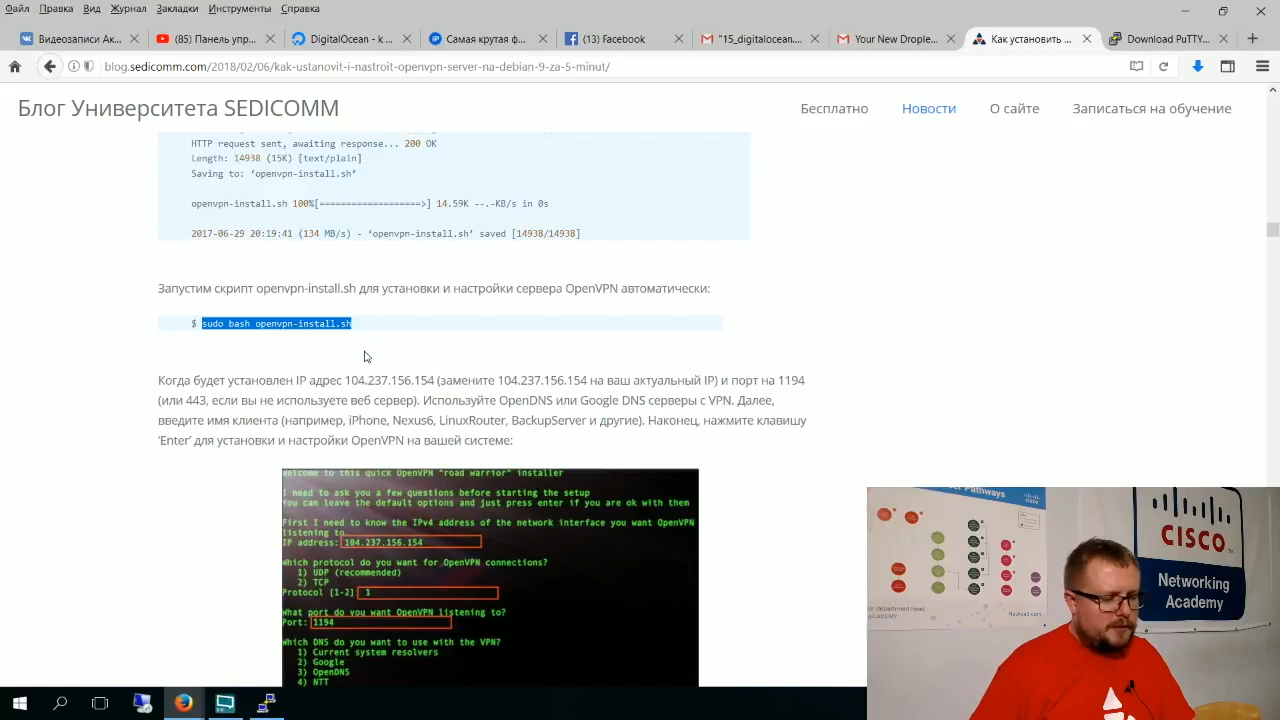 Файл Правка Вид Журнал Закладки Инструменты Справка
Видеозаписи Ак… (85) Панель упр… DigitalOcean - к… Самая крутая ф… (13) Facebook "15_digitalocean.… Your New Drople… Как установить … Download PuTTY…
blog.sedicomm.com/2018/02/06/kak-ustanovit-i-nastroit-openvpn-server-na-debian-9-za-5-minut/
Блог Университета SEDICOMM
Бесплатно Новости О сайте Записаться на обучение
HTTP request sent, awaiting response... 200 OK
Length: 14938 (15K) [text/plain]
Saving to: ‘openvpn-install.sh’
openvpn-install.sh 100%[===================>] 14.59K --.-KB/s in 0s
2017-06-29 20:19:41 (134 MB/s) - ‘openvpn-install.sh’ saved [14938/14938]
Запустим скрипт openvpn-install.sh для установки и настройки сервера OpenVPN автоматически:
$ sudo bash openvpn-install.sh
Когда будет установлен IP адрес 104.237.156.154 (замените 104.237.156.154 на ваш актуальный IP) и порт на 1194
(или 443, если вы не используете веб сервер). Используйте OpenDNS или Google DNS серверы с VPN. Далее,
введите имя клиента (например, iPhone, Nexus6, LinuxRouter, BackupServer и другие). Наконец, нажмите клавишу
‘Enter’ для установки и настройки OpenVPN на вашей системе:
Welcome to this quick OpenVPN "road warrior" installer
I need to ask you a few questions before starting the setup
You can leave the default options and just press enter if you are ok with them
First I need to know the IPv4 address of the network interface you want OpenVPN
listening to.
IP address: 104.237.156.154
Which protocol do you want for OpenVPN connections?
1) UDP (recommended)
2) TCP
Protocol [1-2]: 1
What port do you want OpenVPN listening to?
Port: 1194
Which DNS do you want to use with the VPN?
1) Current system resolvers
2) Google
3) OpenDNS
4) NTT
Pathways
cisco
CISCO
Networking
Academy
or department head.
ACADEMY
NetAcad.com